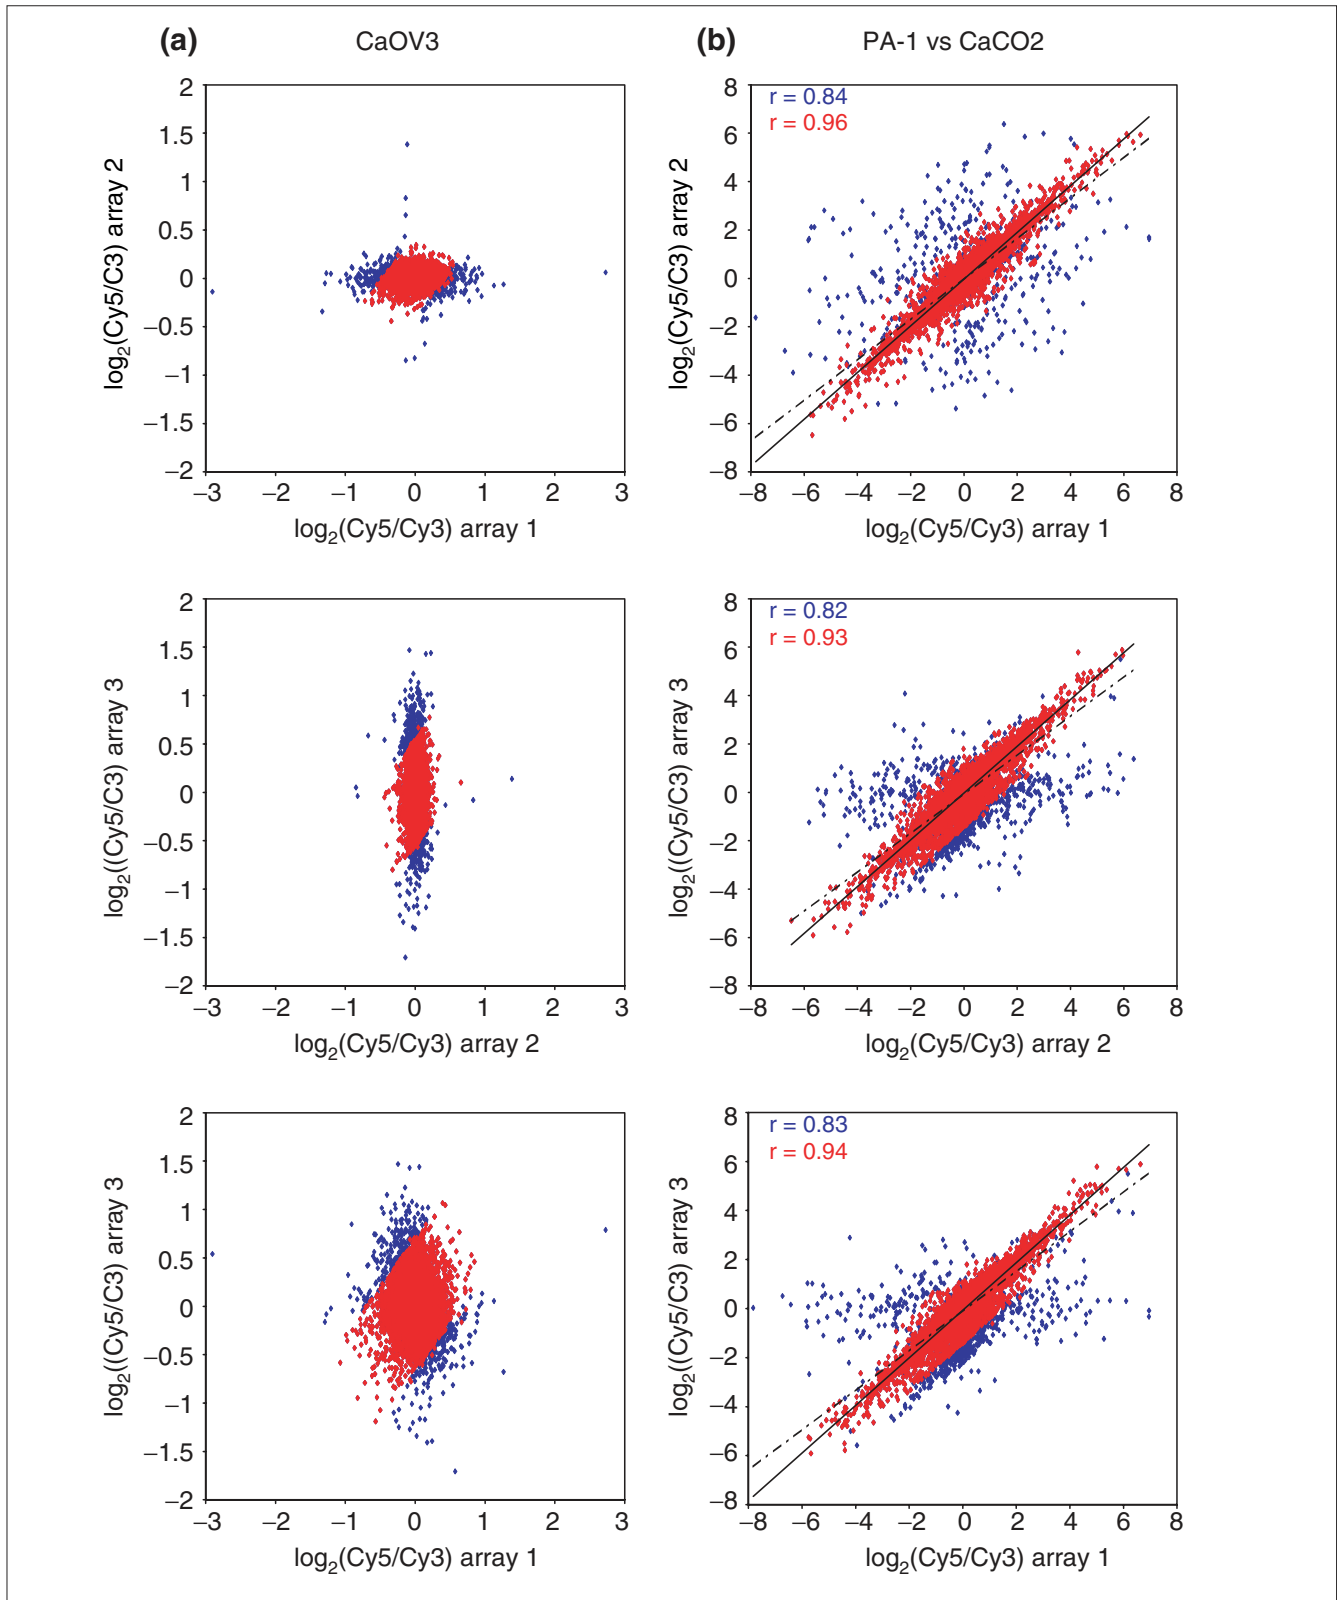 (a) CaOV3
2
1.5
1
0.5
0
−0.5
−1
−1.5
−2
−3 −2 −1 0 1 2 3
log2(Cy5/C3) array 2
log2(Cy5/Cy3) array 1
(b) PA-1 vs CaCO2
r = 0.84
r = 0.96
8
6
4
2
0
−2
−4
−6
−8
−8 −6 −4 −2 0 2 4 6 8
log2(Cy5/C3) array 2
log2(Cy5/Cy3) array 1
2
1.5
1
0.5
0
−0.5
−1
−1.5
−2
−3 −2 −1 0 1 2 3
log2((Cy5/C3) array 3
log2(Cy5/Cy3) array 2
r = 0.82
r = 0.93
8
6
4
2
0
−2
−4
−6
−8
−8 −6 −4 −2 0 2 4 6 8
log2((Cy5/C3) array 3
log2(Cy5/Cy3) array 2
2
1.5
1
0.5
0
−0.5
−1
−1.5
−2
−3 −2 −1 0 1 2 3
log2((Cy5/C3) array 3
log2(Cy5/Cy3) array 1
r = 0.83
r = 0.94
8
6
4
2
0
−2
−4
−6
−8
−8 −6 −4 −2 0 2 4 6 8
log2((Cy5/C3) array 3
log2(Cy5/Cy3) array 1